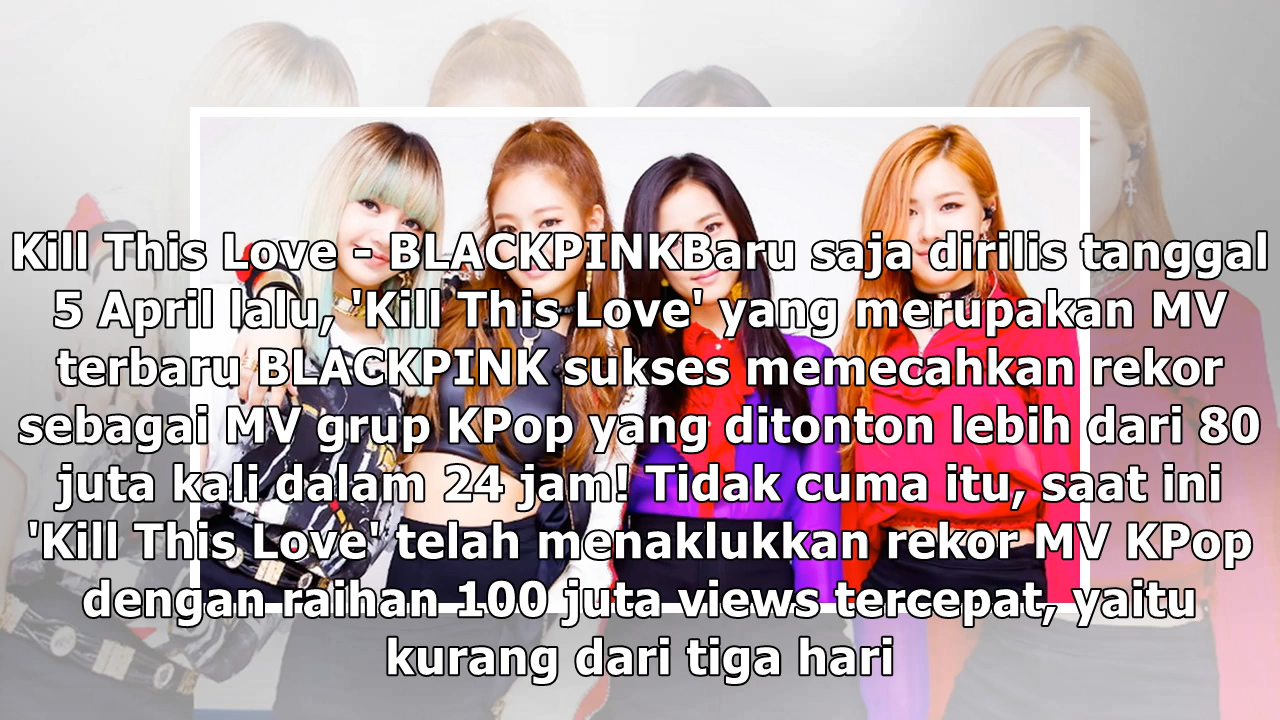 Kill This Love - BLACKPINKBaru saja dirilis tanggal
5 April lalu, 'Kill This Love' yang merupakan MV
terbaru BLACKPINK sukses memecahkan rekor
sebagai MV grup KPop yang ditonton lebih dari 80
juta kali dalam 24 jam! Tidak cuma itu, saat ini
'Kill This Love' telah menaklukkan rekor MV KPop
dengan raihan 100 juta views tercepat, yaitu
kurang dari tiga hari